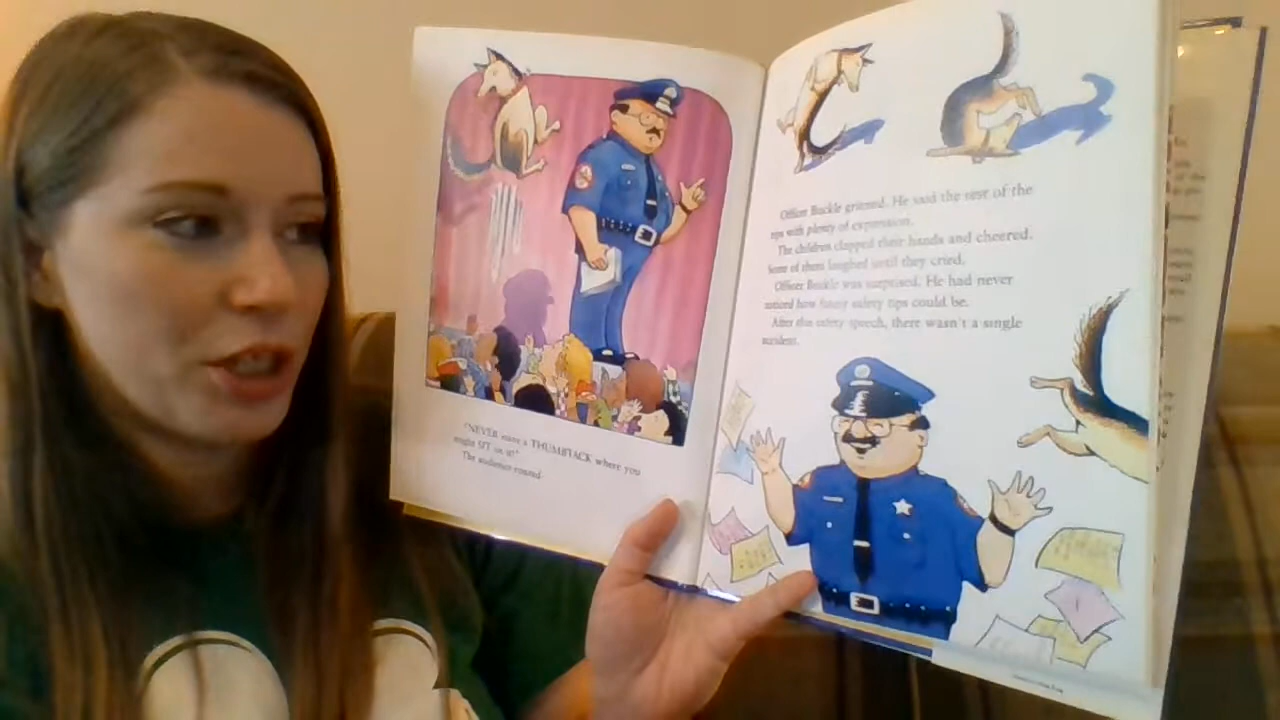 "NEVER leave a THUMBTACK where you
might SIT on it!"
The audience roared.
Officer Buckle grinned. He said the rest of the
tips with plenty of expression.
The children clapped their hands and cheered.
Some of them laughed until they cried.
Officer Buckle was surprised. He had never
noticed how funny safety tips could be.
After this safety speech, there wasn't a single
accident.